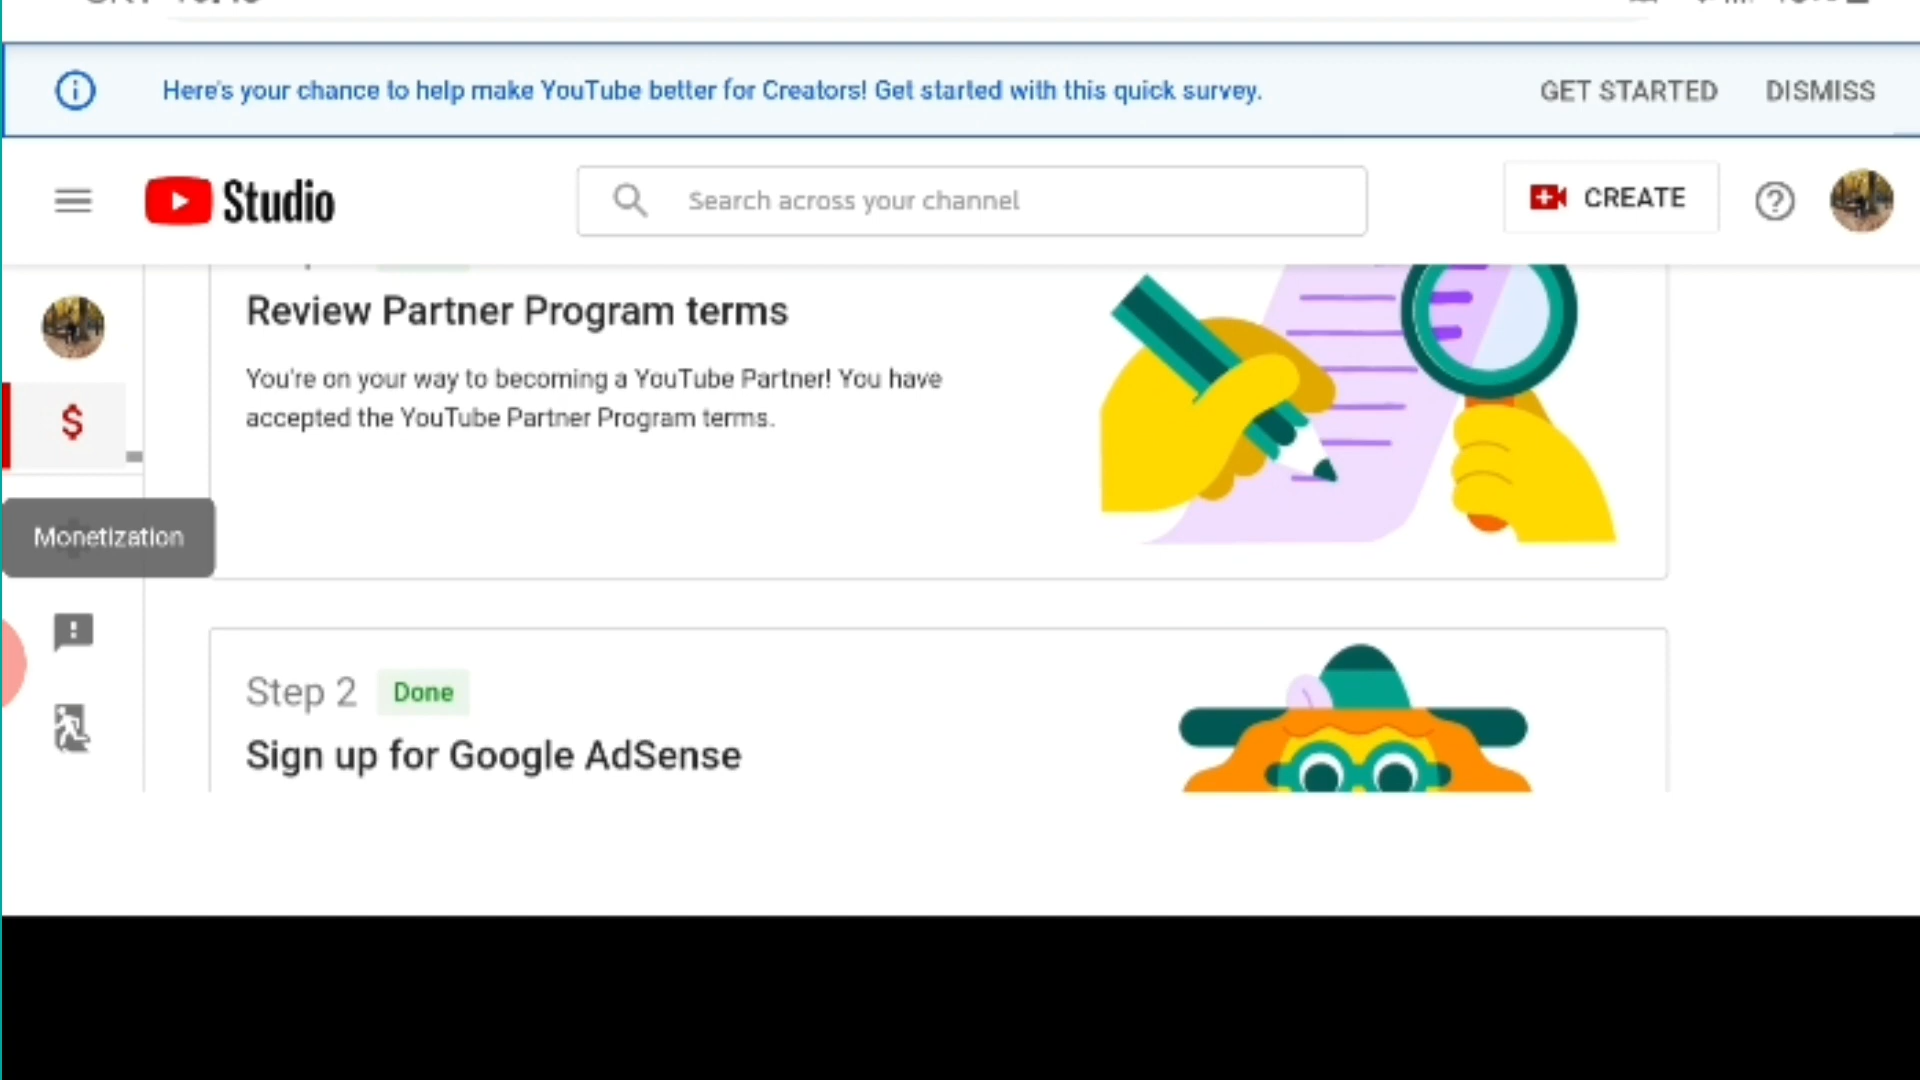 Here's your chance to help make YouTube better for Creators! Get started with this quick survey. GET STARTED DISMISS
Studio Search across your channel CREATE
Review Partner Program terms
You're on your way to becoming a YouTube Partner! You have
accepted the YouTube Partner Program terms.
$
Monetization
Step 2 Done
Sign up for Google AdSense